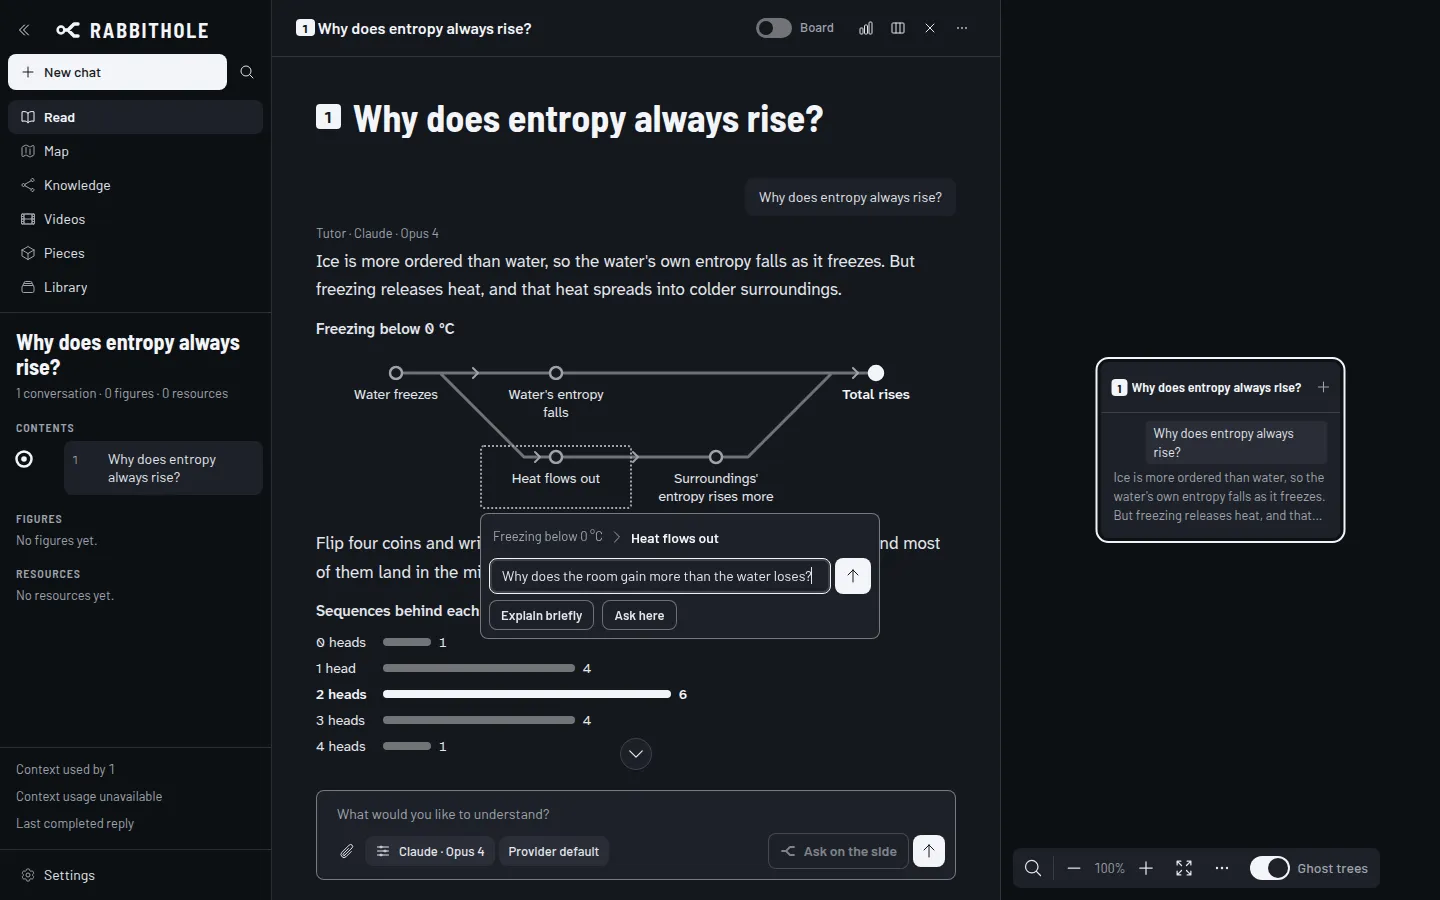 RABBITHOLE
New chat
Read
Map
Knowledge
Videos
Pieces
Library
Why does entropy always
rise?
1 conversation · 0 figures · 0 resources
CONTENTS
1 Why does entropy
always rise?
FIGURES
No figures yet.
RESOURCES
No resources yet.
Context used by 1
Context usage unavailable
Last completed reply
Settings
1 Why does entropy always rise?
Board
1 Why does entropy always rise?
Why does entropy always rise?
Tutor · Claude · Opus 4
Ice is more ordered than water, so the water's own entropy falls as it freezes. But
freezing releases heat, and that heat spreads into colder surroundings.
Freezing below 0 °C
Water freezes
Water's entropy
falls
Total rises
Heat flows out
Surroundings'
entropy rises more
Flip four coins and wri
nd most
of them land in the mi
Freezing below 0 °C > Heat flows out
Why does the room gain more than the water loses?
Explain briefly
Ask here
Sequences behind each
0 heads 1
1 head 4
2 heads 6
3 heads 4
4 heads 1
What would you like to understand?
Claude · Opus 4
Provider default
Ask on the side
1 Why does entropy always rise?
Why does entropy always
rise?
Ice is more ordered than water, so the
water's own entropy falls as it freezes.
But freezing releases heat, and that...
100%
Ghost trees